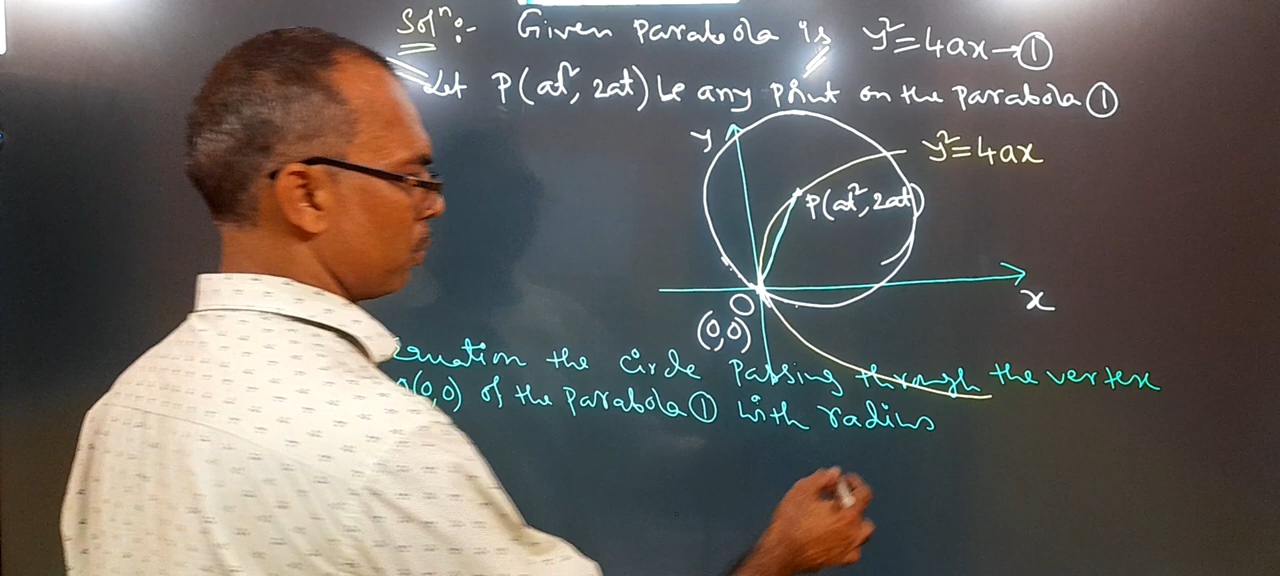 Solⁿ:- Given parabola is y²=4ax→①
Let P(at², 2at) be any point on the parabola ①
y
y²=4ax
P(at², 2at)
x
O
(0,0)
equation the circle passing through the vertex
(0,0) of the parabola ① with radius